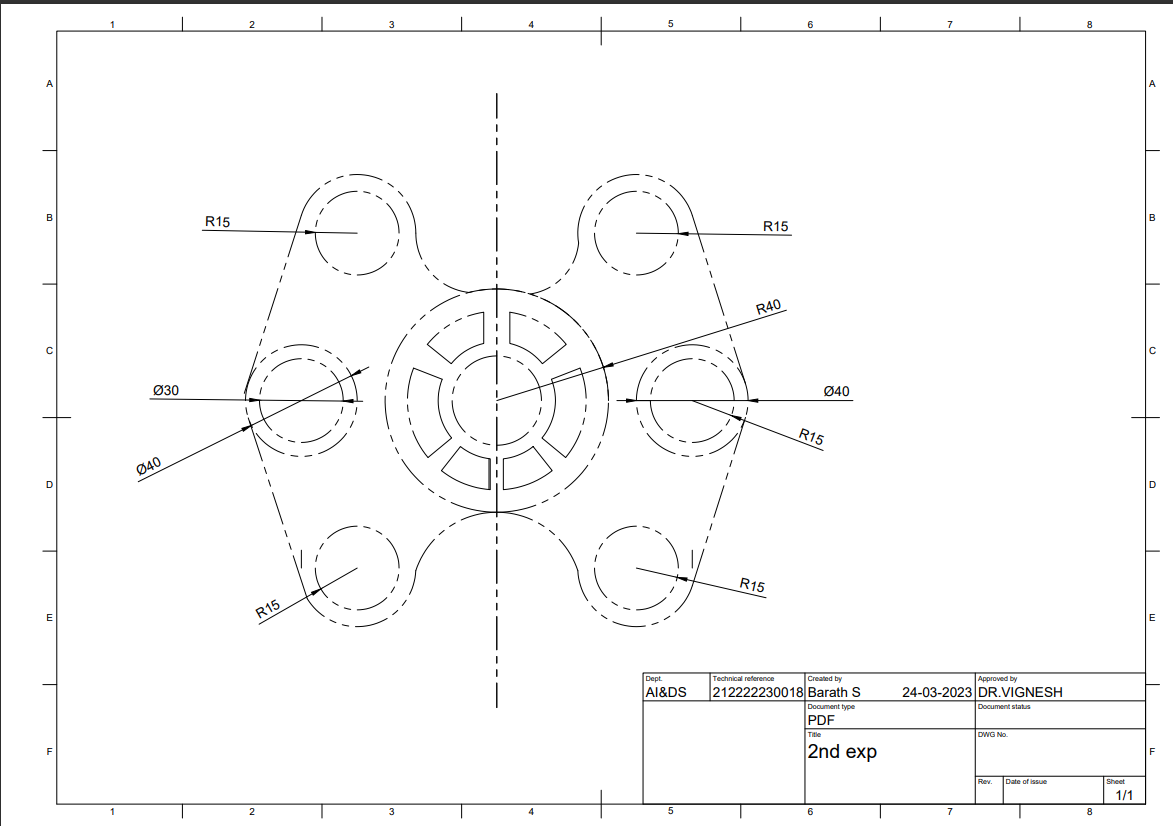 1 2 3 4 5 6 7 8
A A
B B
R15 R15
R40
C C
Ø30 Ø40
R15
Ø40
D D
R15 R15
E E
Dept. Technical reference Created by Approved by
AI&DS 212222230018 Barath S 24-03-2023 DR.VIGNESH
Document type Document status
PDF
Title DWG No.
2nd exp
F F
Rev. Date of issue Sheet
1/1
1 2 3 4 5 6 7 8